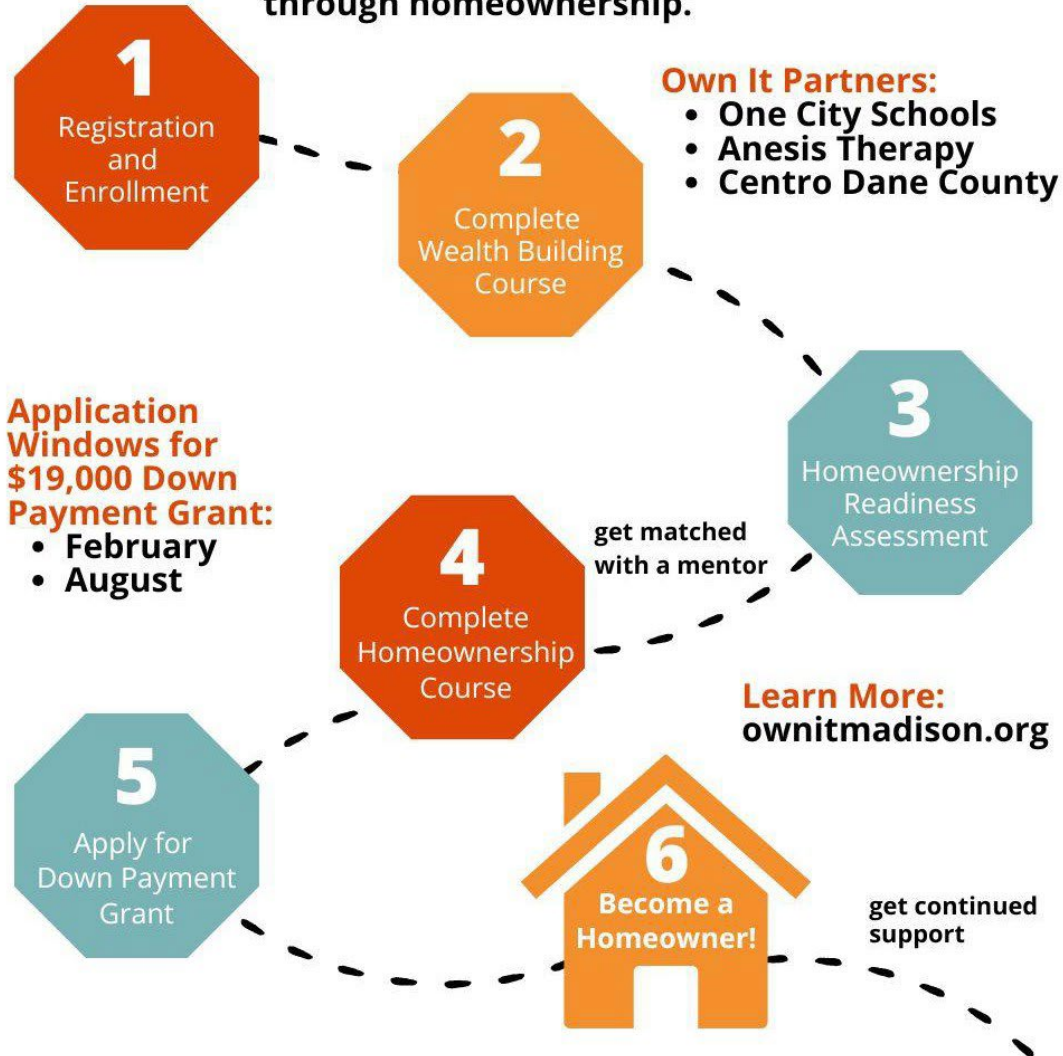 through homeownership.
1
Registration
and
Enrollment
2
Complete
Wealth Building
Course
Own It Partners:
• One City Schools
• Anesis Therapy
• Centro Dane County
3
Homeownership
Readiness
Assessment
Application
Windows for
$19,000 Down
Payment Grant:
• February
• August
get matched
with a mentor
4
Complete
Homeownership
Course
Learn More:
ownitmadison.org
5
Apply for
Down Payment
Grant
6
Become a
Homeowner!
get continued
support